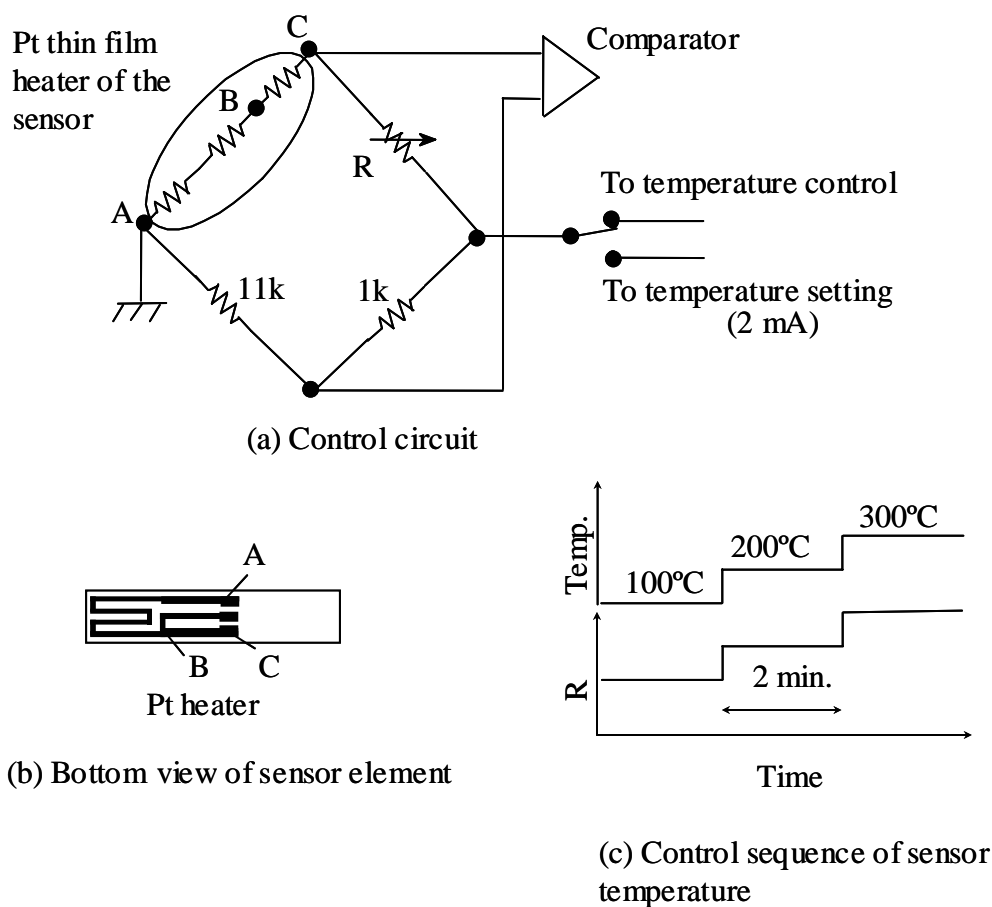 C
Comparator
Pt thin film
heater of the
sensor
B
R
A
To temperature control
11k
1k
To temperature setting
(2 mA)
(a) Control circuit
A
B
C
Pt heater
(b) Bottom view of sensor element
Temp.
100ºC
200ºC
300ºC
R
2 min.
Time
(c) Control sequence of sensor
temperature